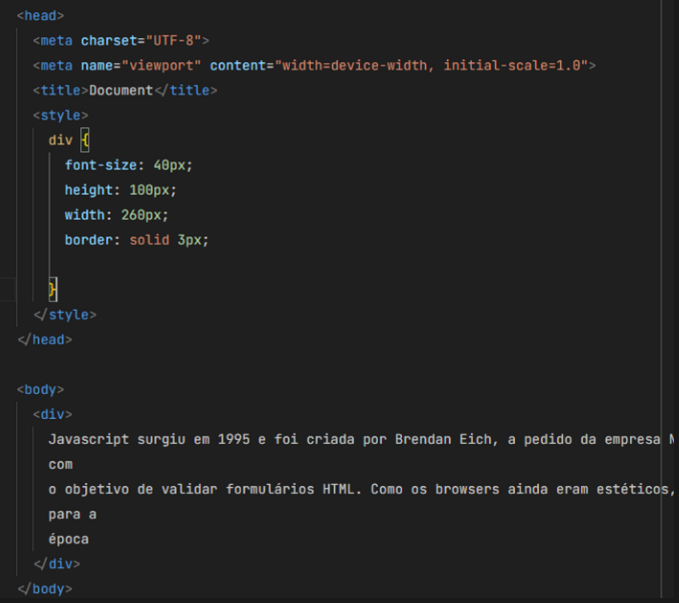 <head>
<meta charset="UTF-8">
<meta name="viewport" content="width=device-width, initial-scale=1.0">
<title>Document</title>
<style>
div {
font-size: 40px;
height: 100px;
width: 260px;
border: solid 3px;
}
</style>
</head>
<body>
<div>
Javascript surgiu em 1995 e foi criada por Brendan Eich, a pedido da empresa
com
o objetivo de validar formulários HTML. Como os browsers ainda eram estéticos,
para a
época
</div>
</body>